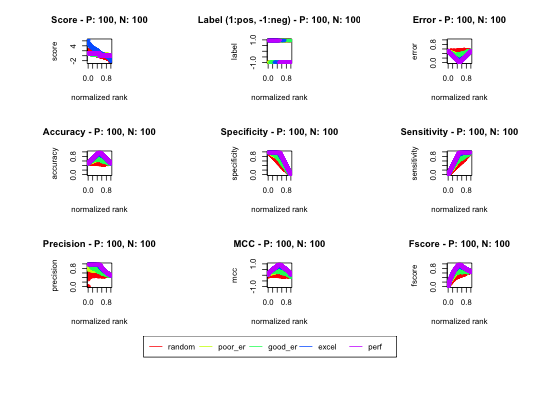 Score - P: 100, N: 100
Label (1:pos, -1:neg) - P: 100, N: 100
Error - P: 100, N: 100
score
-2 4
0.0 0.8
normalized rank
label
-1.0 1.0
0.0 0.8
normalized rank
error
0.0 0.8
0.0 0.8
normalized rank
Accuracy - P: 100, N: 100
Specificity - P: 100, N: 100
Sensitivity - P: 100, N: 100
accuracy
0.0 0.8
0.0 0.8
normalized rank
specificity
0.0 0.8
0.0 0.8
normalized rank
sensitivity
0.0 0.8
0.0 0.8
normalized rank
Precision - P: 100, N: 100
MCC - P: 100, N: 100
Fscore - P: 100, N: 100
precision
0.0 0.8
0.0 0.8
normalized rank
mcc
-1.0 1.0
0.0 0.8
normalized rank
fscore
0.0 0.8
0.0 0.8
normalized rank
random poor_er good_er excel perf